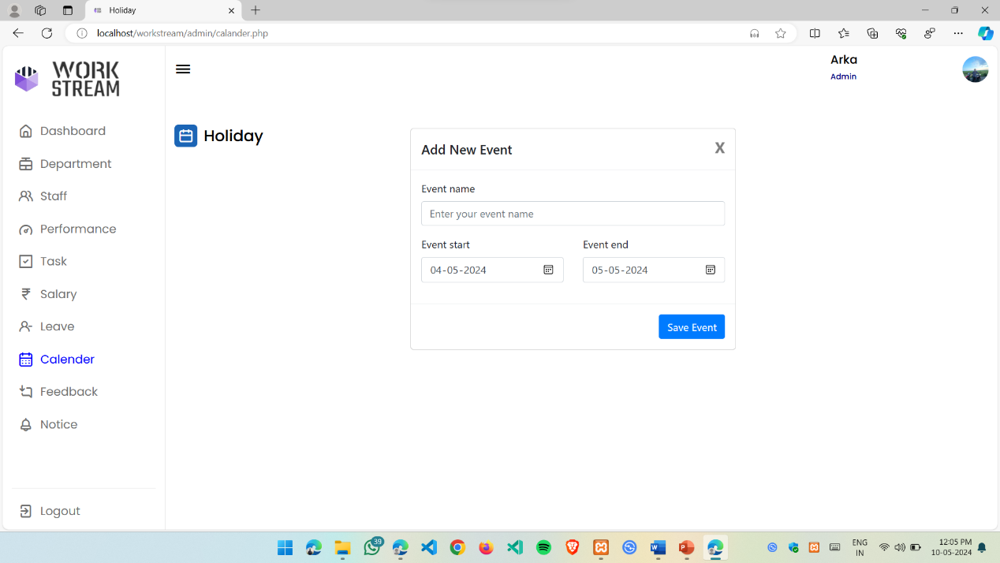 Holiday
localhost/workstream/admin/calander.php
WORK
STREAM
Arka
Admin
Dashboard
Department
Staff
Performance
Task
Salary
Leave
Calender
Feedback
Notice
Logout
Holiday
Add New Event
X
Event name
Enter your event name
Event start
Event end
04-05-2024
05-05-2024
Save Event
39
ENG
IN
12:05 PM
10-05-2024